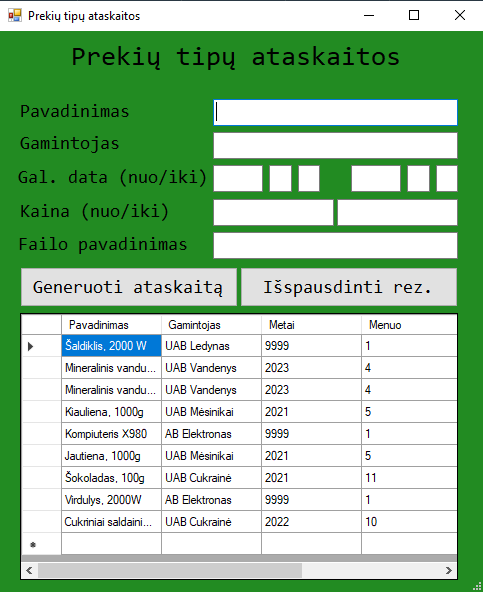 Prekių tipų ataskaitos
Prekių tipų ataskaitos
Pavadinimas
Gamintojas
Gal. data (nuo/iki)
Kaina (nuo/iki)
Failo pavadinimas
Generuoti ataskaitą Išspausdinti rez.
Pavadinimas Gamintojas Metai Menuo
Šaldiklis, 2000 W UAB Ledynas 9999 1
Mineralinis vandu... UAB Vandenys 2023 4
Mineralinis vandu... UAB Vandenys 2023 4
Kiauliena, 1000g UAB Mėsinikai 2021 5
Kompiuteris X980 AB Elektronas 9999 1
Jautiena, 1000g UAB Mėsinikai 2021 5
Šokoladas, 100g UAB Cukrainė 2021 11
Virdulys, 2000W AB Elektronas 9999 1
Cukriniai saldaini... UAB Cukrainė 2022 10